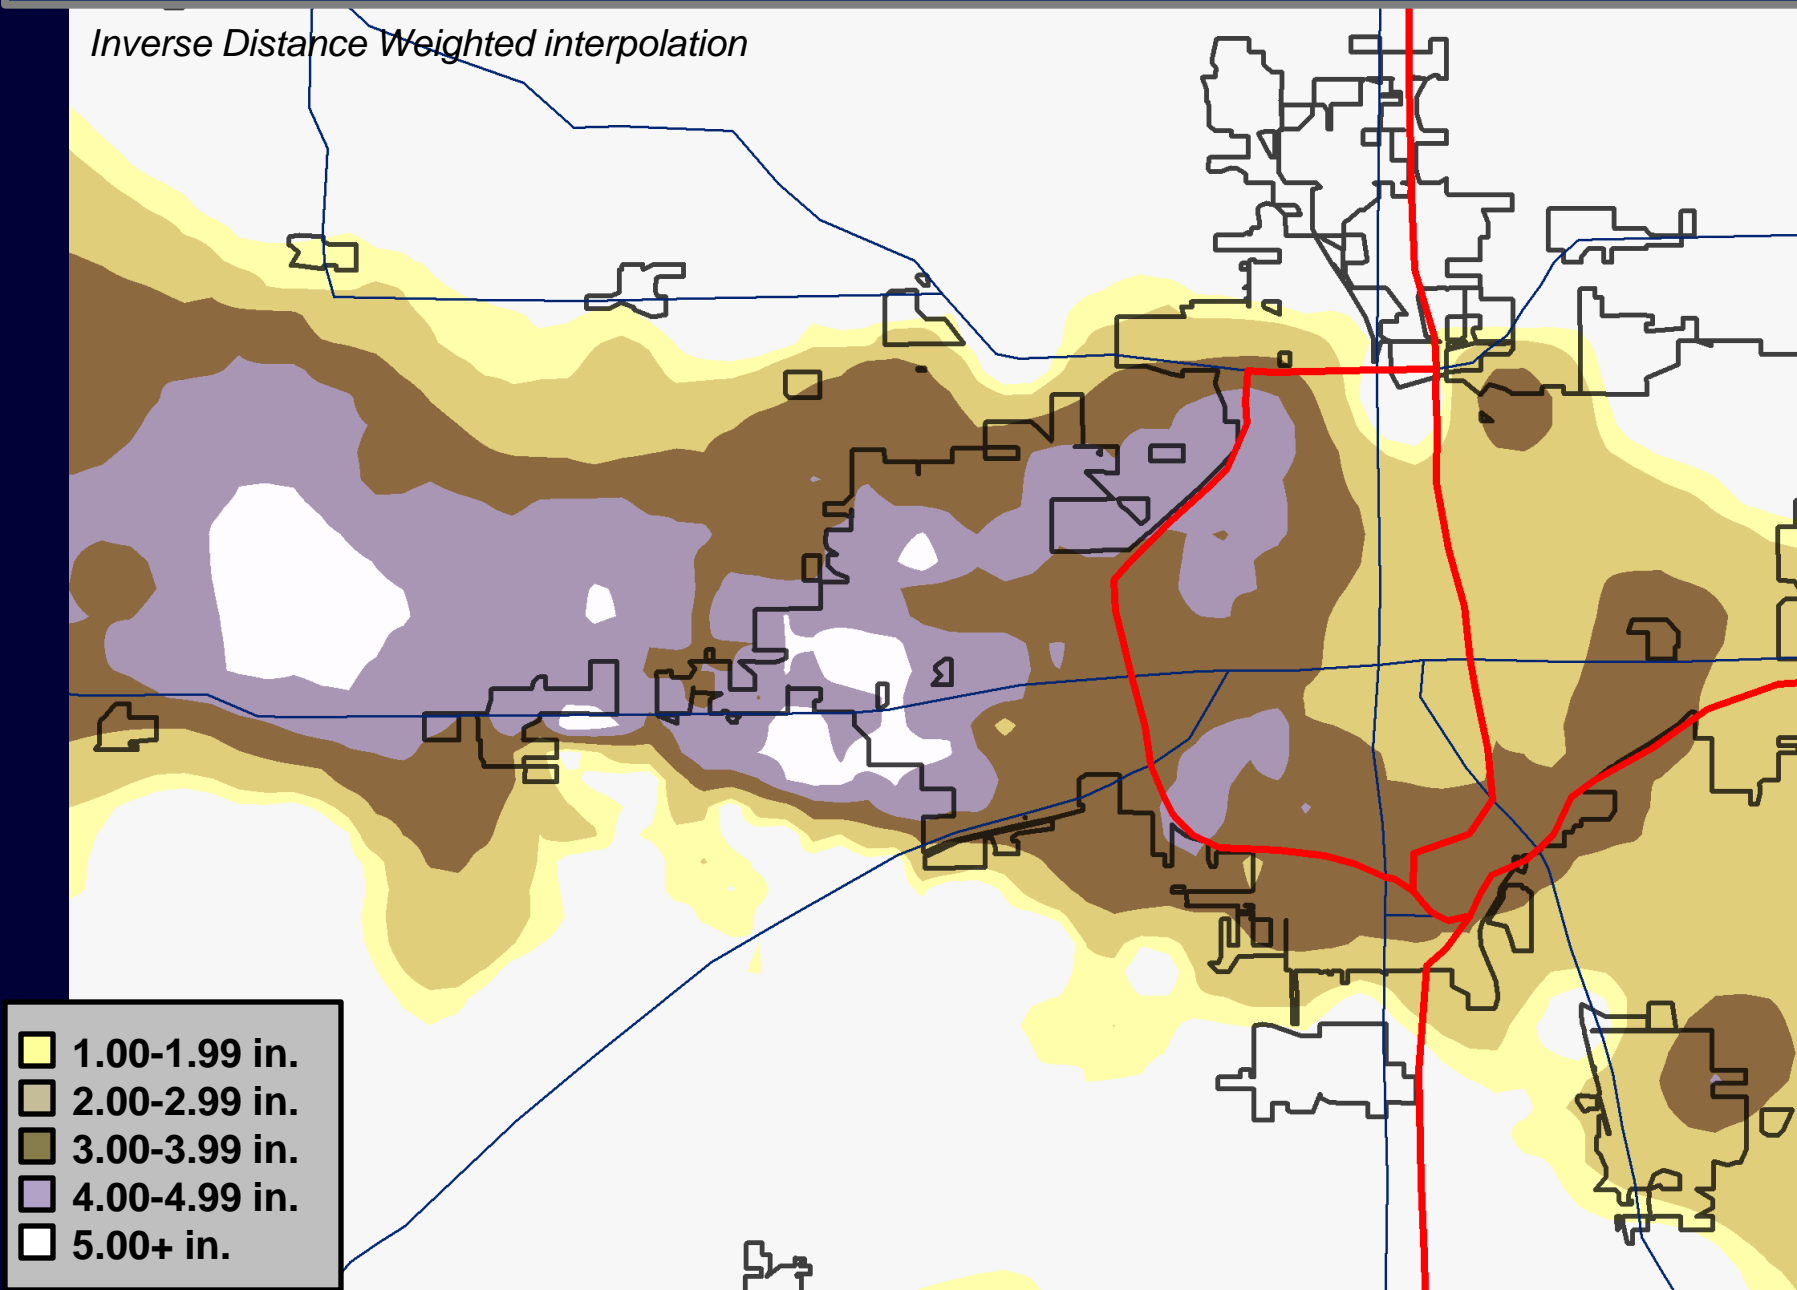 Inverse Distance Weighted interpolation
1.00-1.99 in.
2.00-2.99 in.
3.00-3.99 in.
4.00-4.99 in.
5.00+ in.